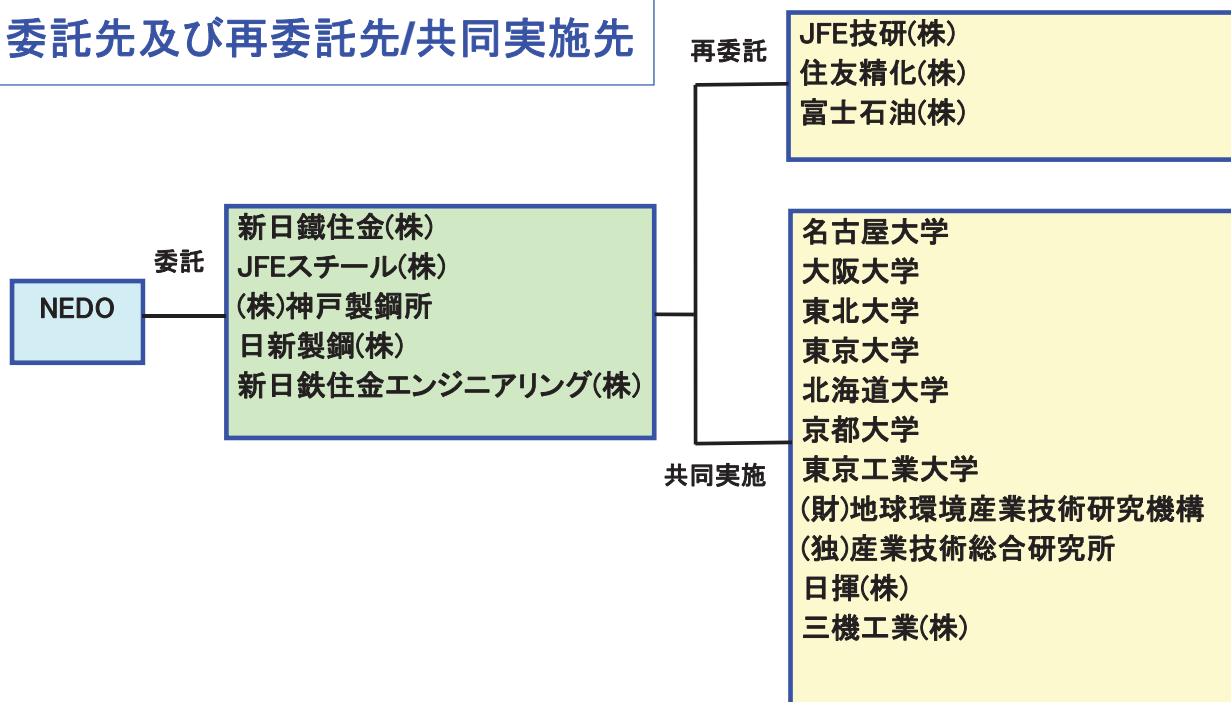 委託先及び再委託先/共同実施先
NEDO
委託
新日鐵住金(株)
JFEスチール(株)
(株)神戸製鋼所
日新製鋼(株)
新日鉄住金エンジニアリング(株)
再委託
JFE技研(株)
住友精化(株)
富士石油(株)
共同実施
名古屋大学
大阪大学
東北大学
東京大学
北海道大学
京都大学
東京工業大学
(財)地球環境産業技術研究機構
(独)産業技術総合研究所
日揮(株)
三機工業(株)